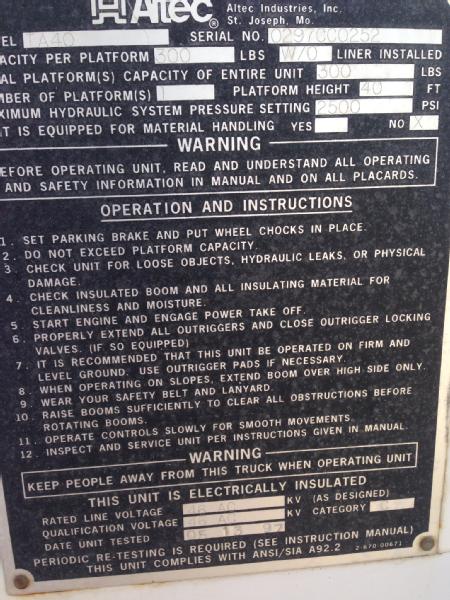 Altec Altec Industries, Inc.
St. Joseph, Mo.
EL TA40 SERIAL NO. 0297CC0252
ACITY PER PLATFORM 300 LBS W/O LINER INSTALLED
AL PLATFORM(S) CAPACITY OF ENTIRE UNIT 300 LBS
MBER OF PLATFORM(S) 1 PLATFORM HEIGHT 40 FT
XIMUM HYDRAULIC SYSTEM PRESSURE SETTING 2500 PSI
IT IS EQUIPPED FOR MATERIAL HANDLING YES NO X
WARNING
BEFORE OPERATING UNIT, READ AND UNDERSTAND ALL OPERATING
AND SAFETY INFORMATION IN MANUAL AND ON ALL PLACARDS.
OPERATION AND INSTRUCTIONS
1. SET PARKING BRAKE AND PUT WHEEL CHOCKS IN PLACE.
2. DO NOT EXCEED PLATFORM CAPACITY.
3. CHECK UNIT FOR LOOSE OBJECTS, HYDRAULIC LEAKS, OR PHYSICAL
DAMAGE.
4. CHECK INSULATED BOOM AND ALL INSULATING MATERIAL FOR
CLEANLINESS AND MOISTURE.
5 START ENGINE AND ENGAGE POWER TAKE OFF.
6. PROPERLY EXTEND ALL OUTRIGGERS AND CLOSE OUTRIGGER LOCKING
VALVES. (IF SO EQUIPPED)
7. IT IS RECOMMENDED THAT THIS UNIT BE OPERATED ON FIRM AND
LEVEL GROUND. USE OUTRIGGER PADS IF NECESSARY.
8. WHEN OPERATING ON SLOPES, EXTEND BOOM OVER HIGH SIDE ONLY.
9. WEAR YOUR SAFETY BELT AND LANYARD.
10. RAISE BOOMS SUFFICIENTLY TO CLEAR ALL OBSTRUCTIONS BEFORE
ROTATING BOOMS.
11. OPERATE CONTROLS SLOWLY FOR SMOOTH MOVEMENTS.
12. INSPECT AND SERVICE UNIT PER INSTRUCTIONS GIVEN IN MANUAL.
WARNING
KEEP PEOPLE AWAY FROM THIS TRUCK WHEN OPERATING UNIT
THIS UNIT IS ELECTRICALLY INSULATED
RATED LINE VOLTAGE 46 AC KV (AS DESIGNED)
QUALIFICATION VOLTAGE 46 AC KV CATEGORY C
DATE UNIT TESTED 05 13 97
PERIODIC RE-TESTING IS REQUIRED (SEE INSTRUCTION MANUAL)
THIS UNIT COMPLIES WITH ANSI/SIA A92.2 2-670-00671